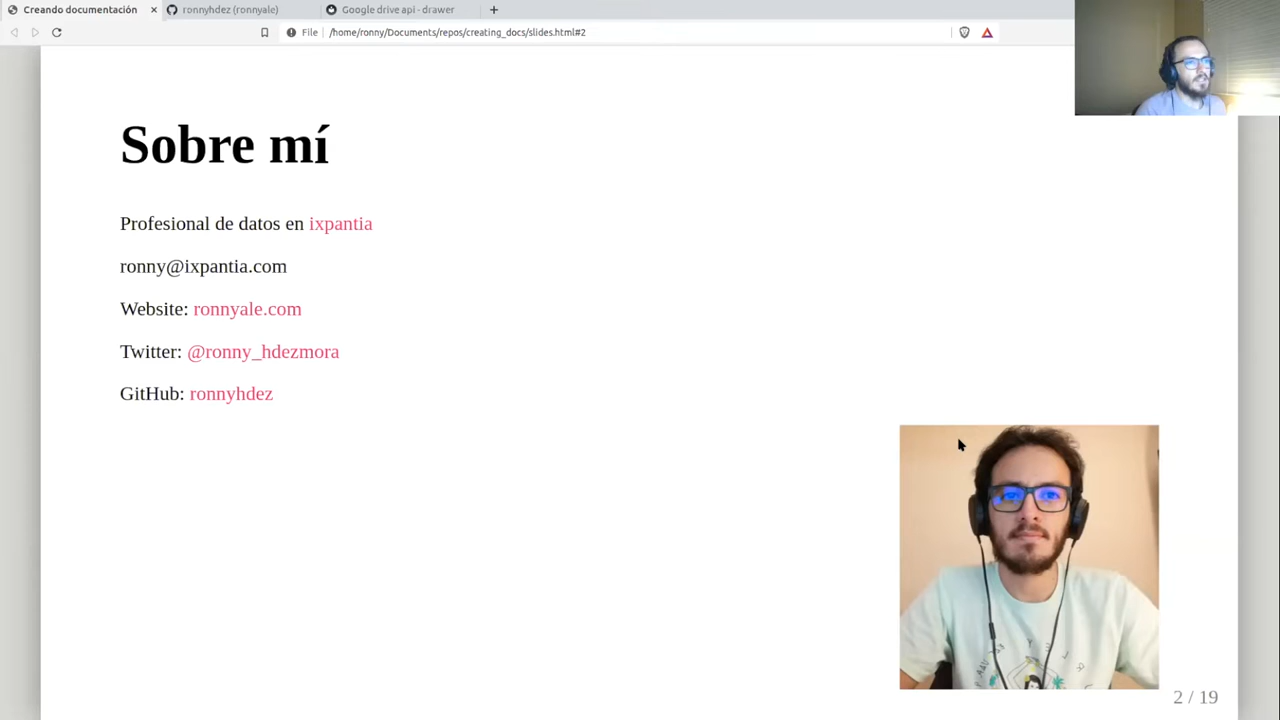 Creando documentación
ronnyhdez (ronnyale)
Google drive api - drawer
File
/home/ronny/Documents/repos/creating_docs/slides.html#2
Sobre mí
Profesional de datos en ixpantia
ronny@ixpantia.com
Website: ronnyale.com
Twitter: @ronny_hdezmora
GitHub: ronnyhdez
2 / 19